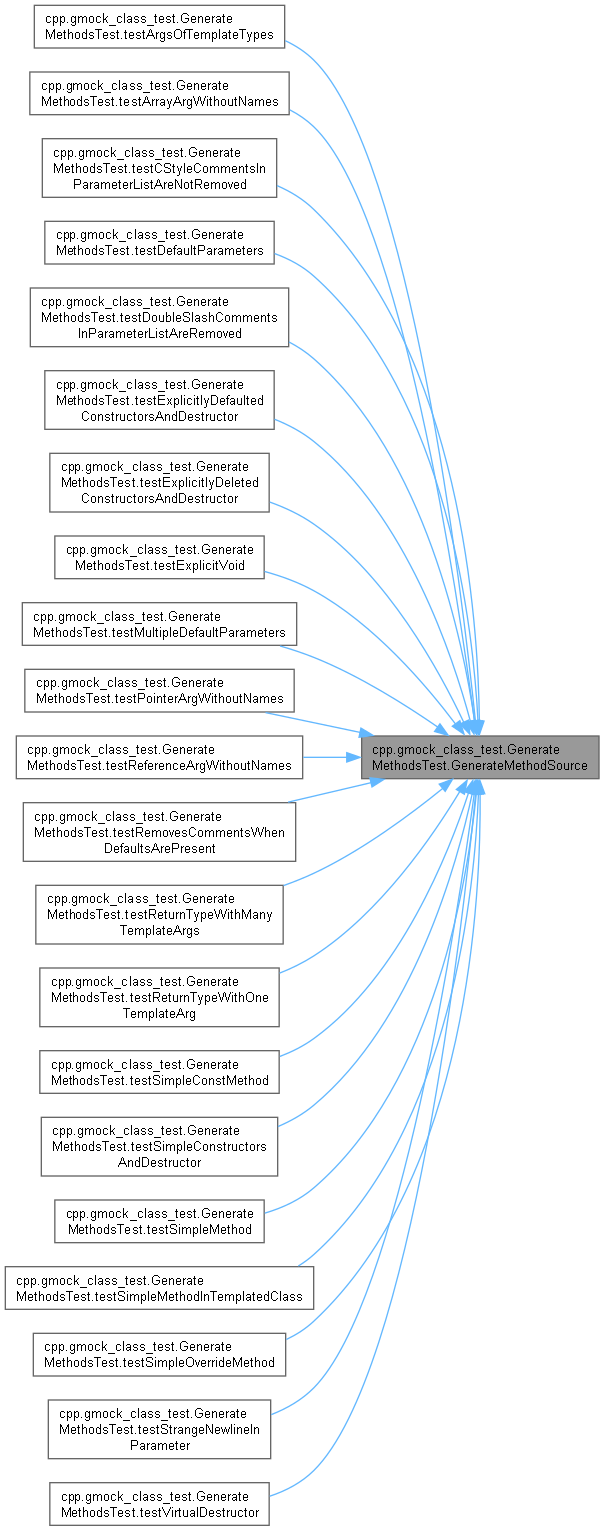 cpp.gmock_class_test.Generate
MethodsTest.testArgsOfTemplateTypes
cpp.gmock_class_test.Generate
MethodsTest.testArrayArgWithoutNames
cpp.gmock_class_test.Generate
MethodsTest.testCStyleCommentsIn
ParameterListAreNotRemoved
cpp.gmock_class_test.Generate
MethodsTest.testDefaultParameters
cpp.gmock_class_test.Generate
MethodsTest.testDoubleSlashComments
InParameterListAreRemoved
cpp.gmock_class_test.Generate
MethodsTest.testExplicitlyDefaulted
ConstructorsAndDestructor
cpp.gmock_class_test.Generate
MethodsTest.testExplicitlyDeleted
ConstructorsAndDestructor
cpp.gmock_class_test.Generate
MethodsTest.testExplicitVoid
cpp.gmock_class_test.Generate
MethodsTest.testMultipleDefaultParameters
cpp.gmock_class_test.Generate
MethodsTest.testPointerArgWithoutNames
cpp.gmock_class_test.Generate
MethodsTest.testReferenceArgWithoutNames
cpp.gmock_class_test.Generate
MethodsTest.GenerateMethodSource
cpp.gmock_class_test.Generate
MethodsTest.testRemovesCommentsWhen
DefaultsArePresent
cpp.gmock_class_test.Generate
MethodsTest.testReturnTypeWithMany
TemplateArgs
cpp.gmock_class_test.Generate
MethodsTest.testReturnTypeWithOne
TemplateArg
cpp.gmock_class_test.Generate
MethodsTest.testSimpleConstMethod
cpp.gmock_class_test.Generate
MethodsTest.testSimpleConstructors
AndDestructor
cpp.gmock_class_test.Generate
MethodsTest.testSimpleMethod
cpp.gmock_class_test.Generate
MethodsTest.testSimpleMethodInTemplatedClass
cpp.gmock_class_test.Generate
MethodsTest.testSimpleOverrideMethod
cpp.gmock_class_test.Generate
MethodsTest.testStrangeNewlineIn
Parameter
cpp.gmock_class_test.Generate
MethodsTest.testVirtualDestructor